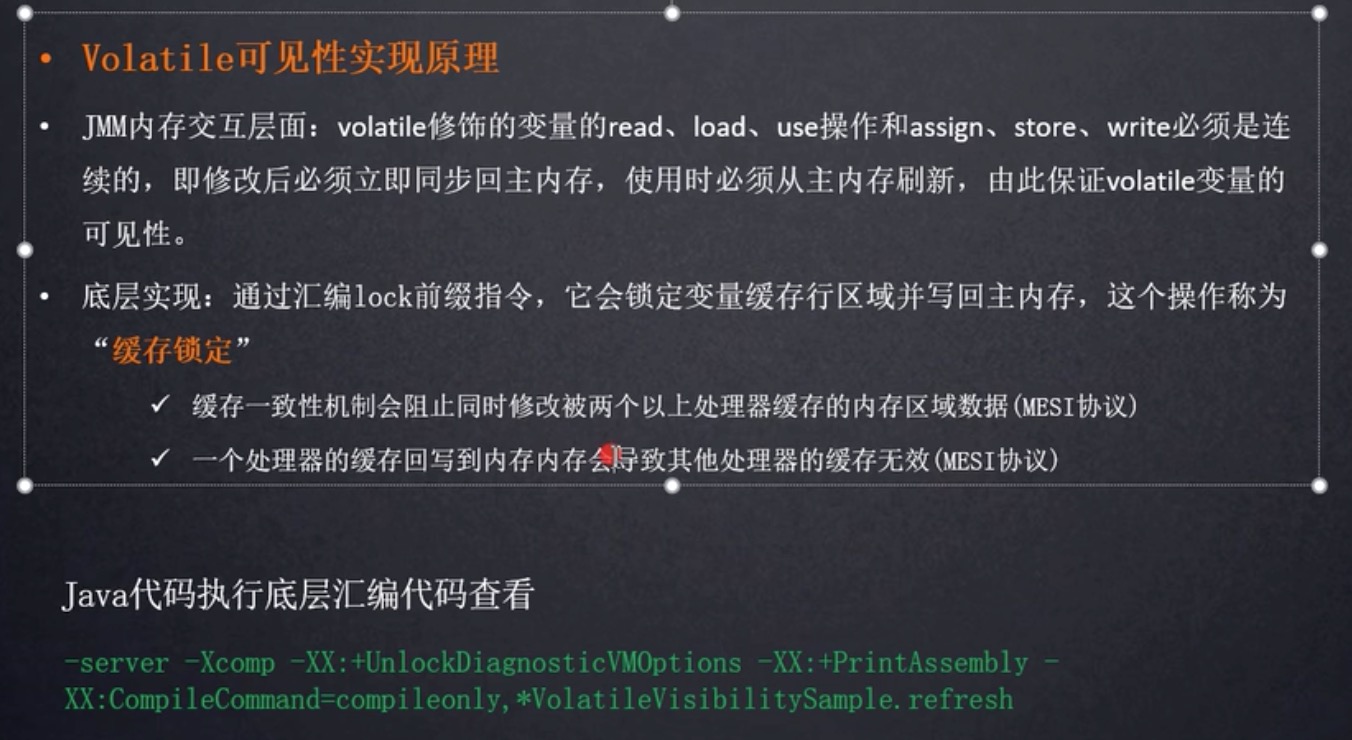 • Volatile可见性实现原理
• JMM内存交互层面：volatile修饰的变量的read、load、use操作和assign、store、write必须是连
续的，即修改后必须立即同步回主内存，使用时必须从主内存刷新，由此保证volatile变量的
可见性。
• 底层实现：通过汇编lock前缀指令，它会锁定变量缓存行区域并写回主内存，这个操作称为
“缓存锁定”
✓ 缓存一致性机制会阻止同时修改被两个以上处理器缓存的内存区域数据(MESI协议)
✓ 一个处理器的缓存回写到内存内存会导致其他处理器的缓存无效(MESI协议)
Java代码执行底层汇编代码查看
-server -Xcomp -XX:+UnlockDiagnosticVMOptions -XX:+PrintAssembly -
XX:CompileCommand=compileonly,*VolatileVisibilitySample.refresh